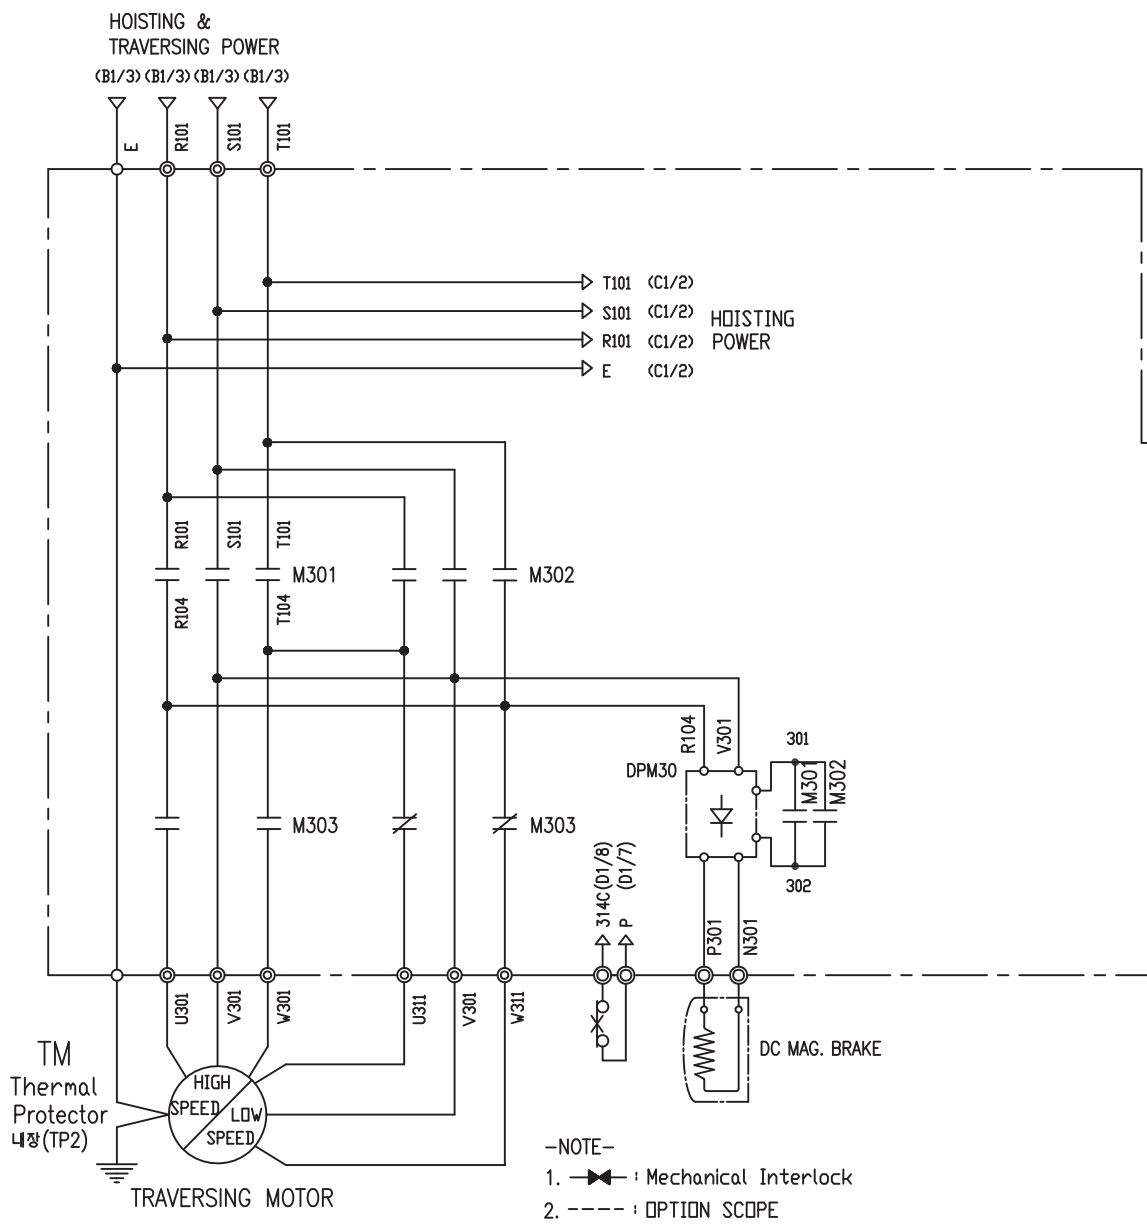 HOISTING &
TRAVERSING POWER
(B1/3) (B1/3) (B1/3) (B1/3)
E
R101
S101
T101
T101 (C1/2)
S101 (C1/2)
R101 (C1/2)
E (C1/2)
HOISTING
POWER
R101
S101
T101
M301
M302
R104
T104
R104
V301
DPM30
301
M301
M302
302
M303
M303
314C(D1/8)
P (D1/7)
P301
N301
U301
V301
W301
U311
V301
W311
TM
Thermal
Protector
내장(TP2)
HIGH
SPEED
LOW
SPEED
DC MAG. BRAKE
TRAVERSING MOTOR
-NOTE-
1. : Mechanical Interlock
2. ---- : OPTION SCOPE